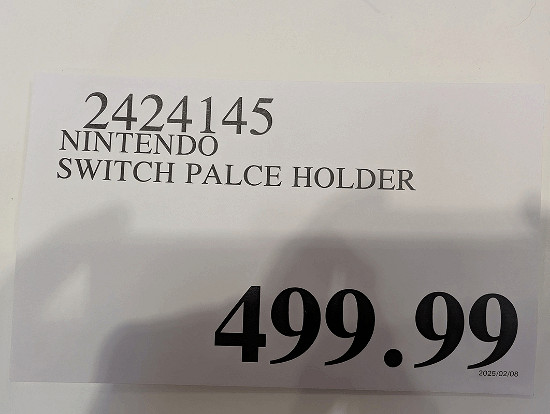 2424145
NINTENDO
SWITCH PALCE HOLDER
499.99
2025/02/08